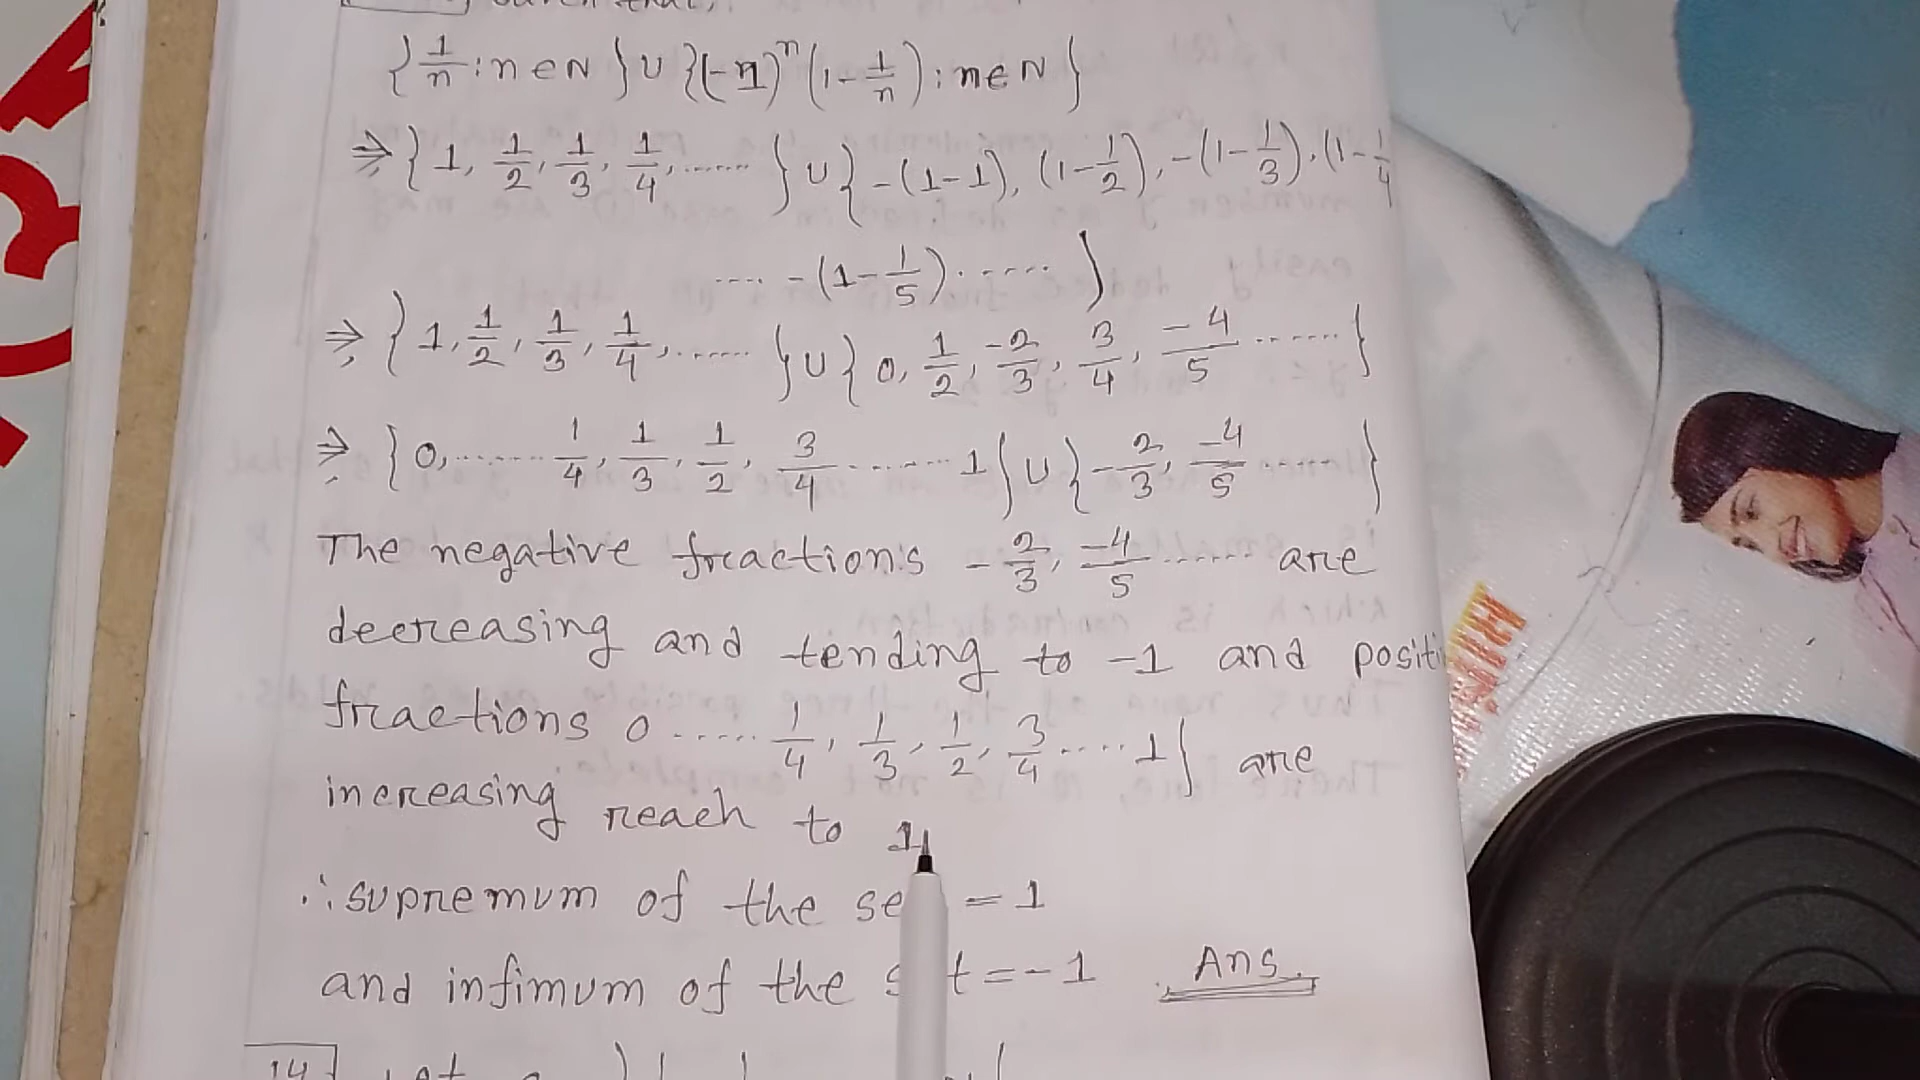 such that,
{1/n : n ∈ N} ∪ {(-1)^n (1 - 1/n) : n ∈ N}
⇒ {1, 1/2, 1/3, 1/4, ......} ∪ {-(1-1), (1-1/2), -(1-1/3), (1-1/4
.... -(1-1/5) ...... }
⇒ {1, 1/2, 1/3, 1/4, ......} ∪ {0, 1/2, -2/3, 3/4, -4/5 ......}
⇒ {0, ...... 1/4, 1/3, 1/2, 3/4 ...... 1} ∪ {-2/3, -4/5 ......}
The negative fractions -2/3, -4/5 ...... are
decreasing and tending to -1 and positi
fractions 0 ..... 1/4, 1/3, 1/2, 3/4 .... 1} are
increasing reach to 1
∴ supremum of the se = 1
and infimum of the s t = -1 Ans.
14